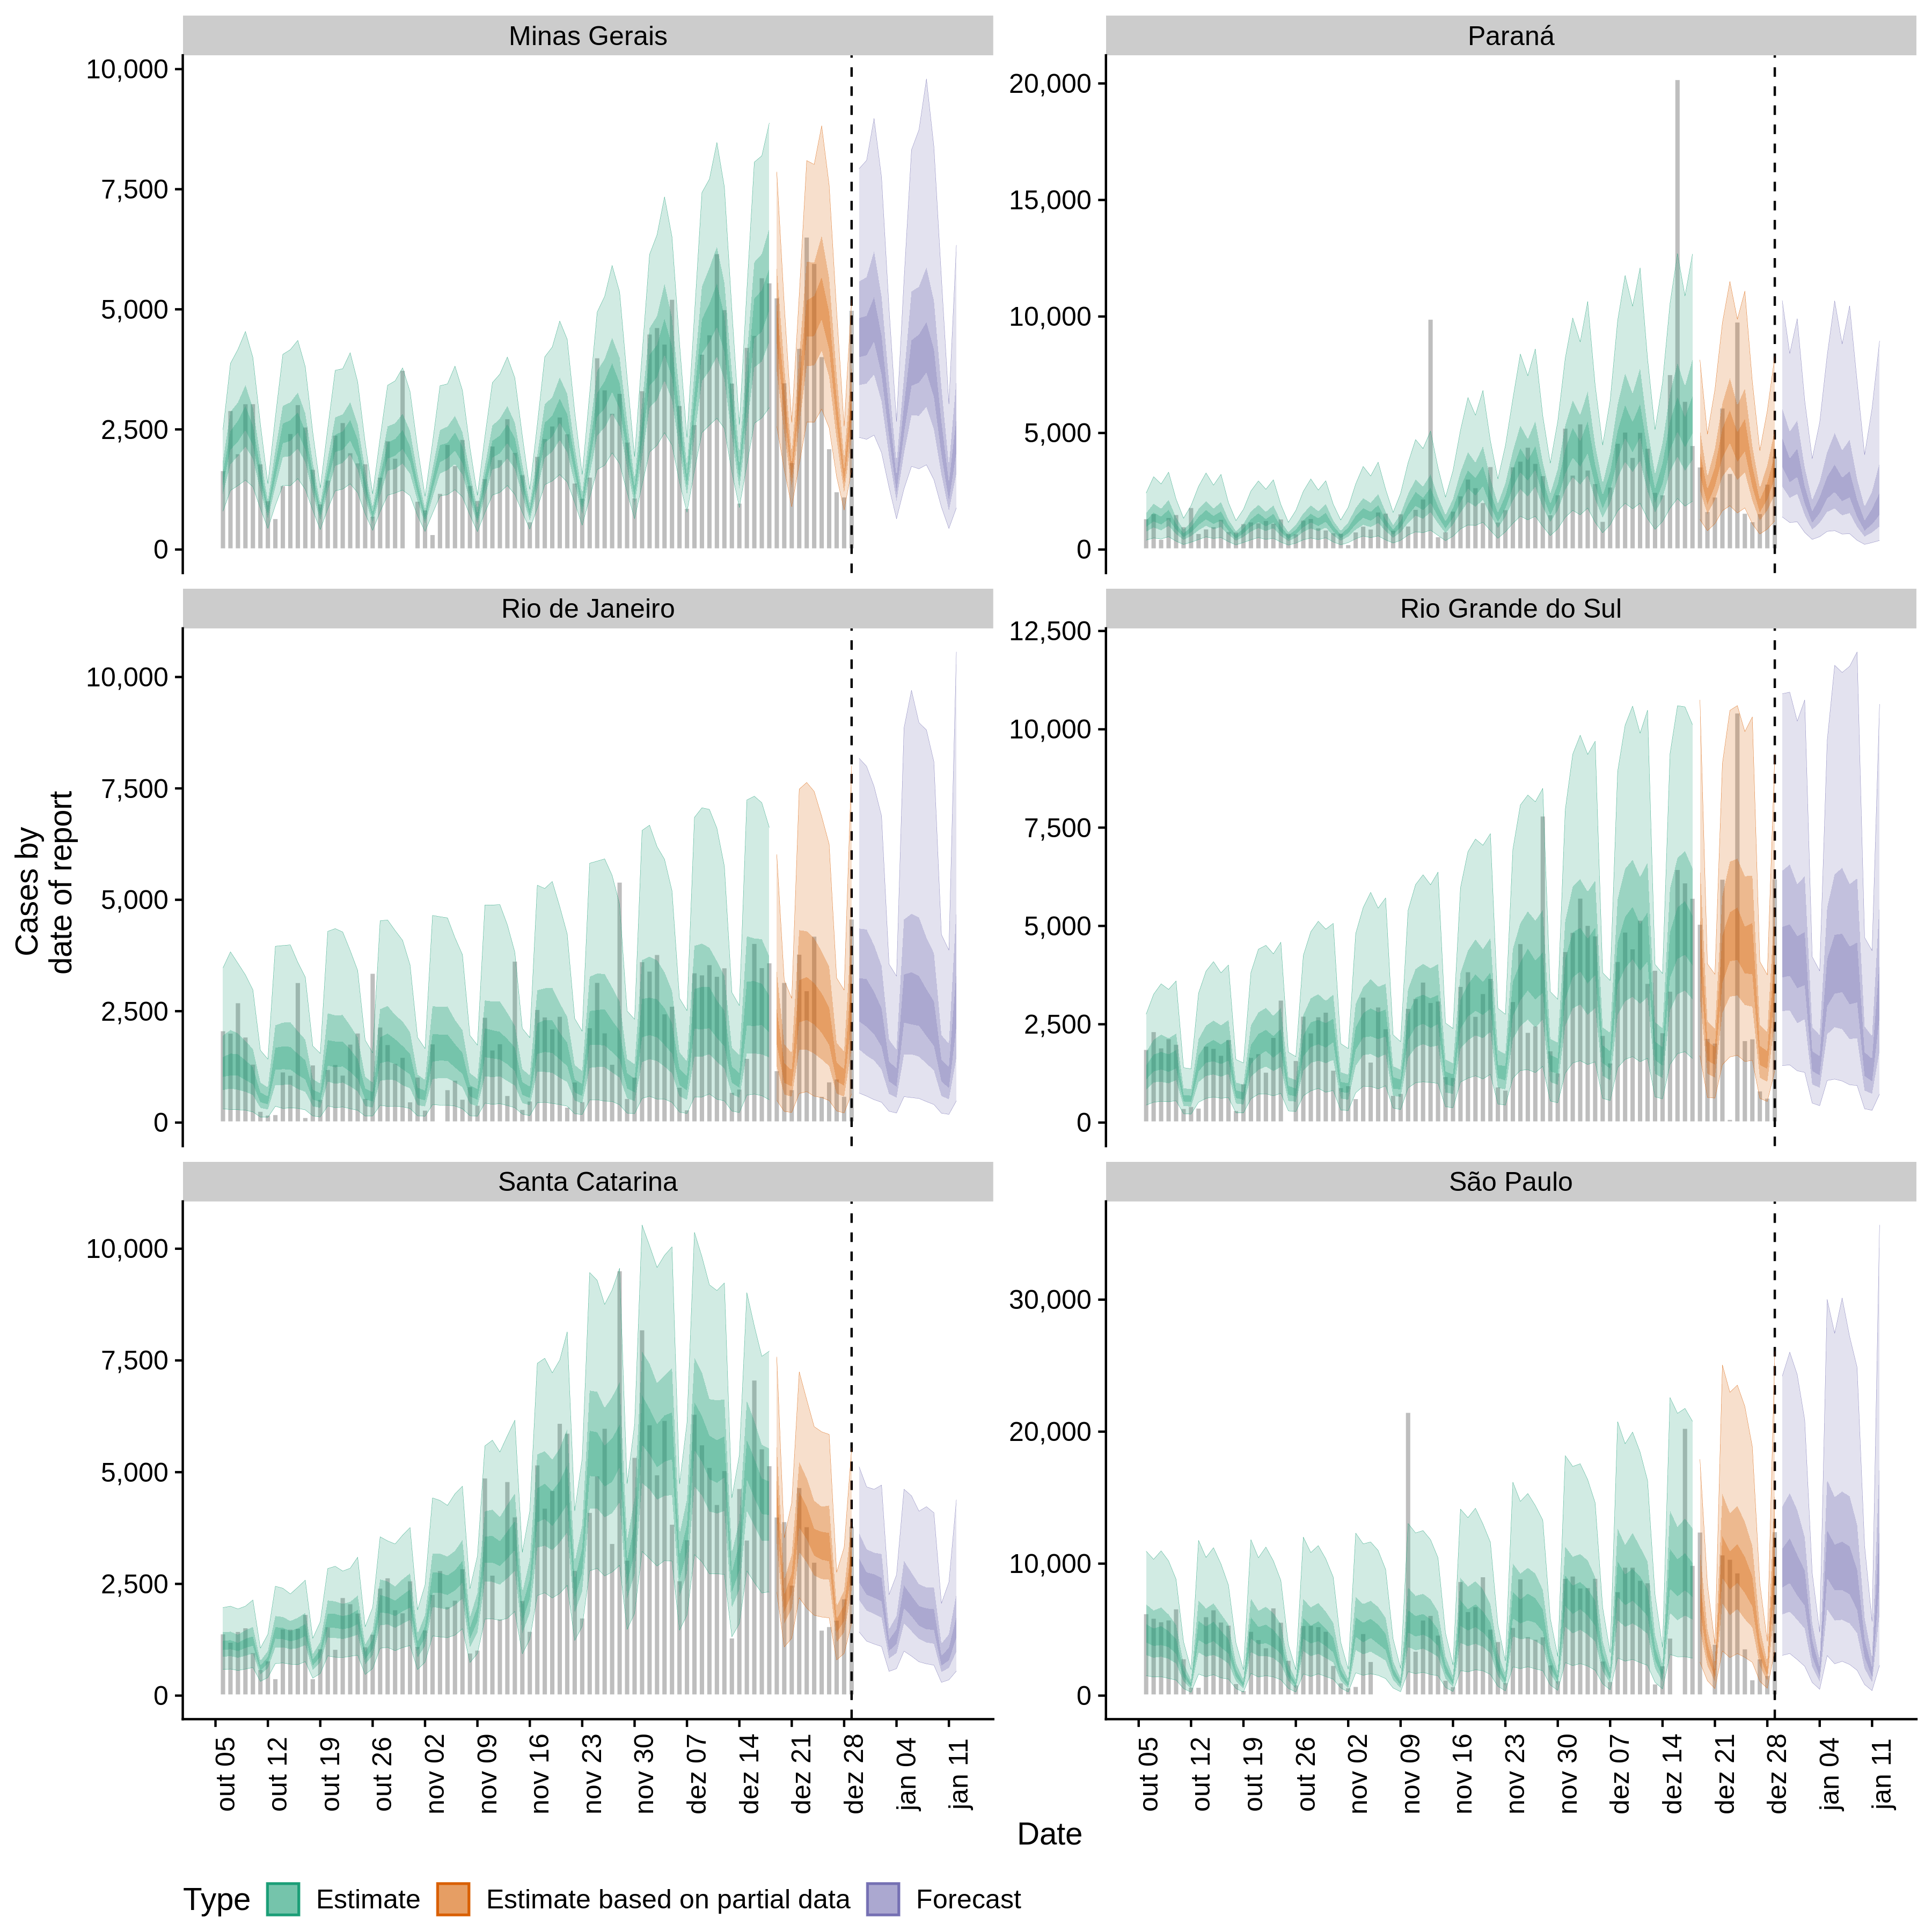 Minas Gerais
Paraná
10,000
7,500
5,000
2,500
0
20,000
15,000
10,000
5,000
0
Rio de Janeiro
Rio Grande do Sul
10,000
7,500
5,000
2,500
0
12,500
10,000
7,500
5,000
2,500
0
Cases by
date of report
Santa Catarina
São Paulo
10,000
7,500
5,000
2,500
0
30,000
20,000
10,000
0
out 05
out 12
out 19
out 26
nov 02
nov 09
nov 16
nov 23
nov 30
dez 07
dez 14
dez 21
dez 28
jan 04
jan 11
out 05
out 12
out 19
out 26
nov 02
nov 09
nov 16
nov 23
nov 30
dez 07
dez 14
dez 21
dez 28
jan 04
jan 11
Date
Type Estimate Estimate based on partial data Forecast